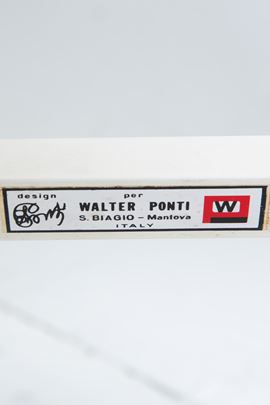 design per
WALTER PONTI
S. BIAGIO - Mantova
ITALY
W